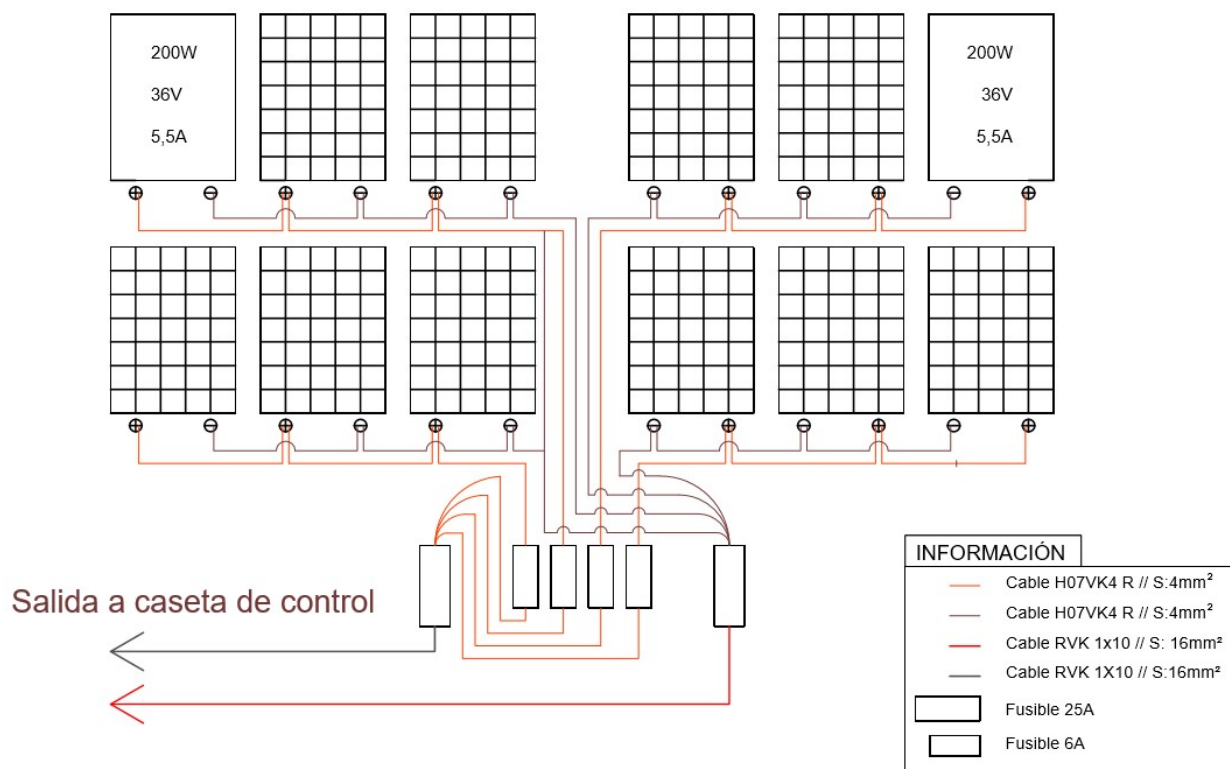 200W
36V
5,5A
200W
36V
5,5A
Salida a caseta de control
INFORMACIÓN
Cable H07VK4 R // S:4mm²
Cable H07VK4 R // S:4mm²
Cable RVK 1x10 // S: 16mm²
Cable RVK 1X10 // S:16mm²
Fusible 25A
Fusible 6A